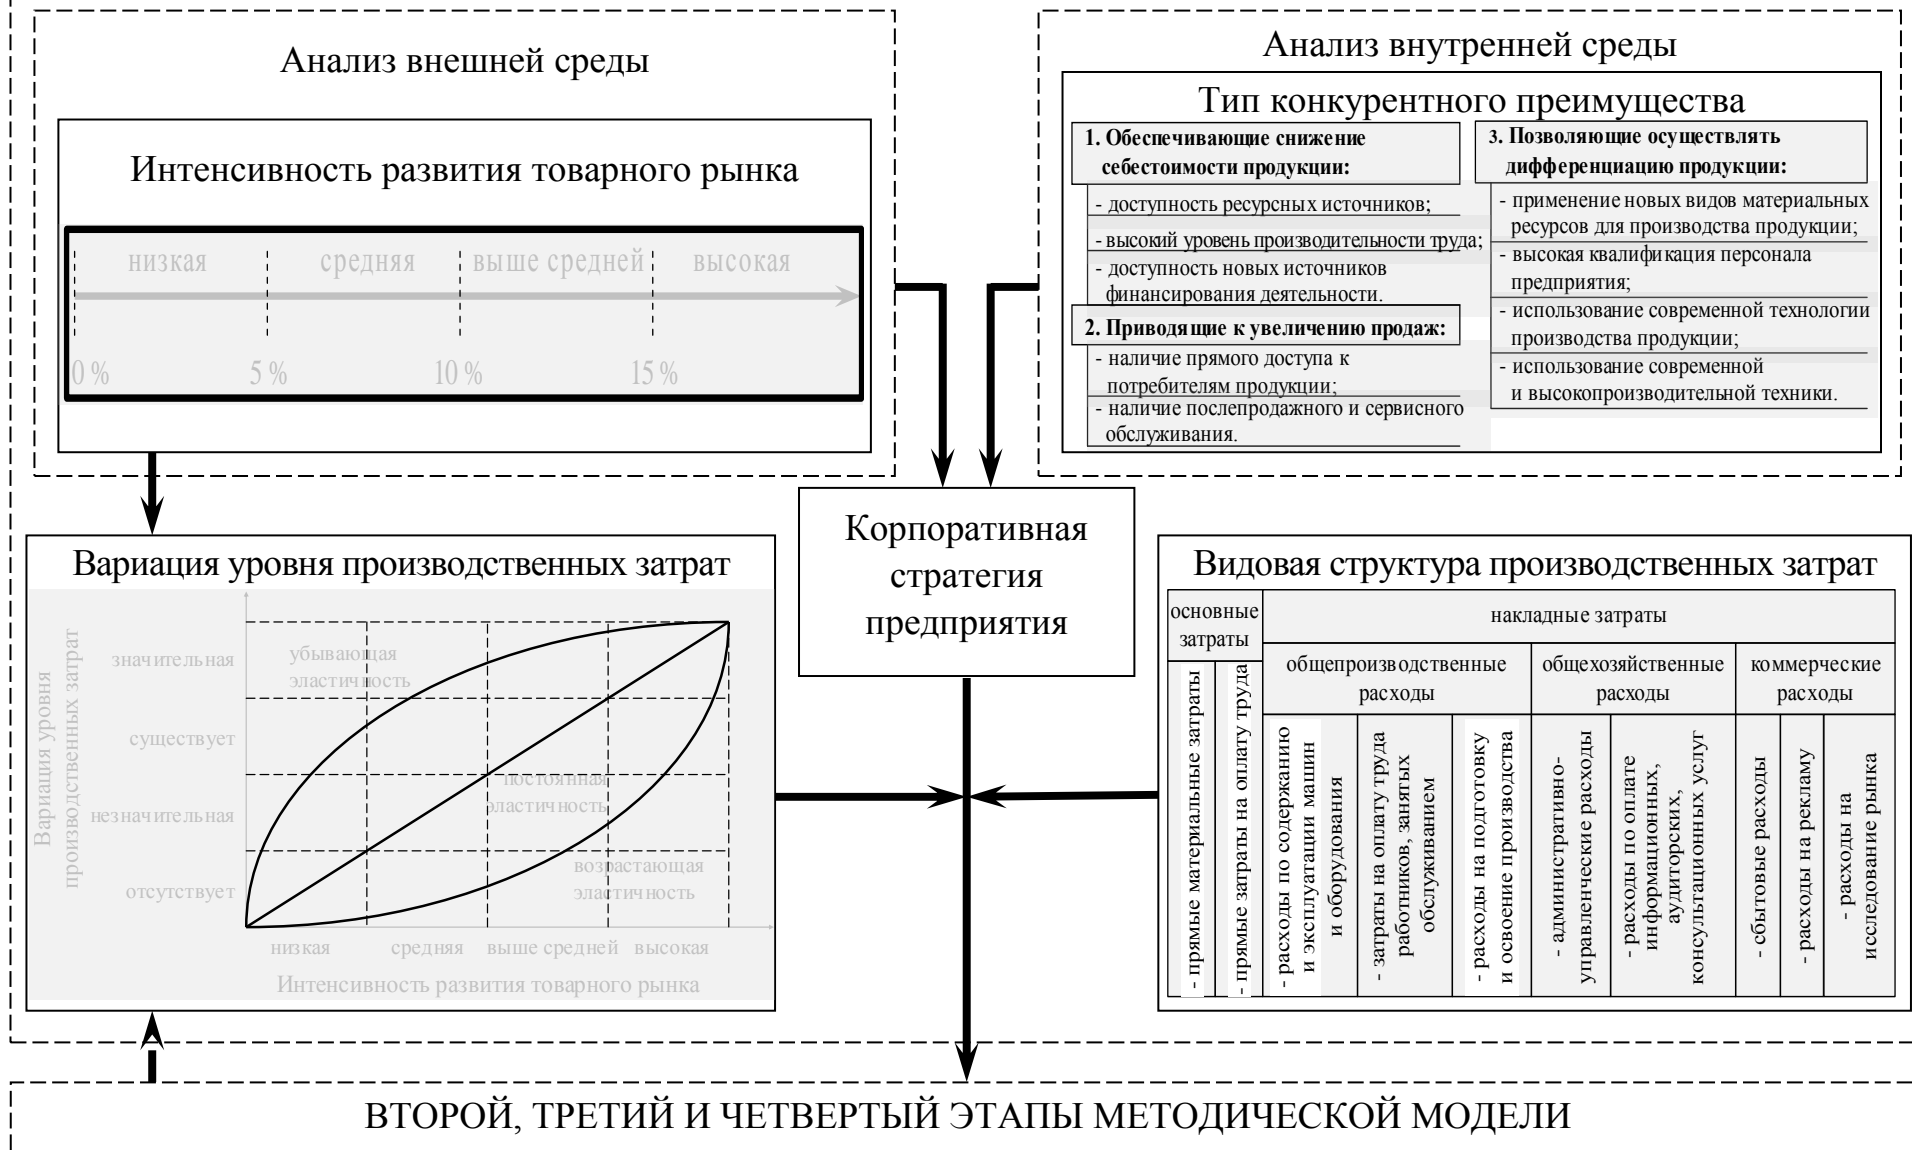 Анализ внешней среды
Интенсивность развития товарного рынка
низкая средняя выше средней высокая
0 % 5 % 10 % 15 %
Анализ внутренней среды
Тип конкурентного преимущества
1. Обеспечивающие снижение
себестоимости продукции:
- доступность ресурсных источников;
- высокий уровень производительности труда;
- доступность новых источников
финансирования деятельности.
2. Приводящие к увеличению продаж:
- наличие прямого доступа к
потребителям продукции;
- наличие послепродажного и сервисного
обслуживания.
3. Позволяющие осуществлять
дифференциацию продукции:
- применение новых видов материальных
ресурсов для производства продукции;
- высокая квалификация персонала
предприятия;
- использование современной технологии
производства продукции;
- использование современной
и высокопроизводительной техники.
Корпоративная
стратегия
предприятия
Вариация уровня производственных затрат
Вариация уровня
производственных затрат
значительная
существует
незначительная
отсутствует
убывающая
эластичность
постоянная
эластичность
возрастающая
эластичность
низкая средняя выше средней высокая
Интенсивность развития товарного рынка
Видовая структура производственных затрат
основные
затраты
накладные затраты
общепроизводственные
расходы
общехозяйственные
расходы
коммерческие
расходы
- прямые материальные затраты
- прямые затраты на оплату труда
- расходы по содержанию
и эксплуатации машин
и оборудования
- затраты на оплату труда
работников, занятых
обслуживанием
- расходы на подготовку
и освоение производства
- административно-
управленческие расходы
- расходы по оплате
информационных,
аудиторских,
консультационных услуг
- сбытовые расходы
- расходы на рекламу
- расходы на
исследование рынка
ВТОРОЙ, ТРЕТИЙ И ЧЕТВЕРТЫЙ ЭТАПЫ МЕТОДИЧЕСКОЙ МОДЕЛИ